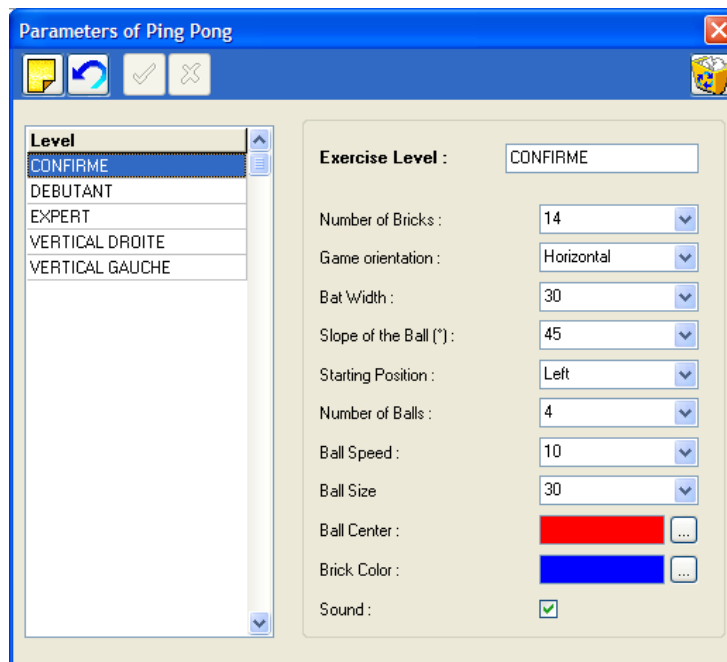 Parameters of Ping Pong
Level
CONFIRME
DEBUTANT
EXPERT
VERTICAL DROITE
VERTICAL GAUCHE
Exercise Level : CONFIRME
Number of Bricks : 14
Game orientation : Horizontal
Bat Width : 30
Slope of the Ball (°) : 45
Starting Position : Left
Number of Balls : 4
Ball Speed : 10
Ball Size 30
Ball Center : ...
Brick Color : ...
Sound :